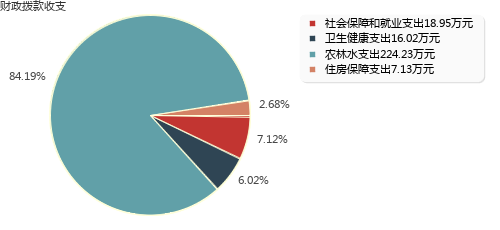 财政拨款收支
社会保障和就业支出18.95万元
卫生健康支出16.02万元
农林水支出224.23万元
住房保障支出7.13万元
84.19%
2.68%
7.12%
6.02%